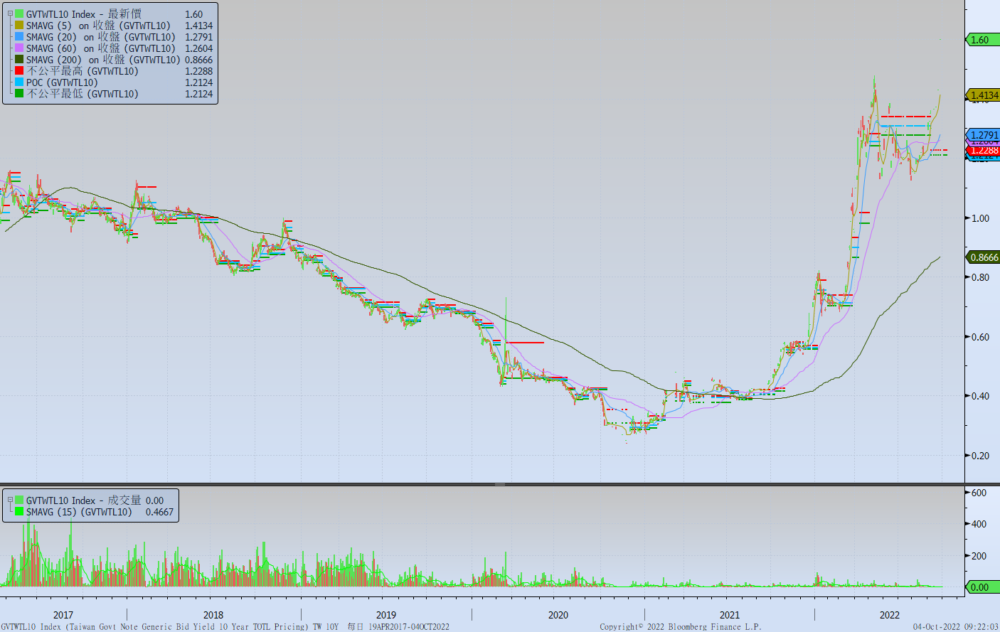 GVTWTL10 Index - 最新價 1.60
SMAVG (5) on 收盤 (GVTWTL10) 1.4134
SMAVG (20) on 收盤 (GVTWTL10) 1.2791
SMAVG (60) on 收盤 (GVTWTL10) 1.2604
SMAVG (200) on 收盤 (GVTWTL10) 0.8666
不公平最高 (GVTWTL10) 1.2288
POC (GVTWTL10) 1.2124
不公平最低 (GVTWTL10) 1.2124
1.60
1.4134
1.2791
1.2288
1.00
0.8666
0.80
0.60
0.40
0.20
GVTWTL10 Index - 成交量 0.00
SMAVG (15) (GVTWTL10) 0.4667
600
400
200
0.00
2017 2018 2019 2020 2021 2022
GVTWTL10 Index (Taiwan Govt Note Generic Bid Yield 10 Year TOTL Pricing) TW 10Y 每日 19APR2017-04OCT2022 Copyright© 2022 Bloomberg Finance L.P. 04-Oct-2022 09:22:03